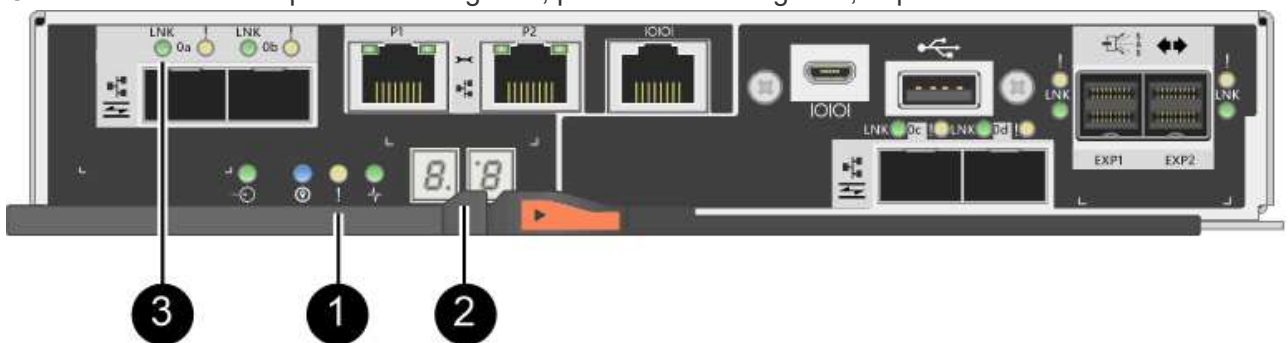 LNK 0a ! LNK 0b !
P1
P2
IOIOI
IOIOI
SAS
! LNK
! LNK
LNK 0c ! LNK 0d !
EXP1 EXP2
!
8. 8
3 1 2